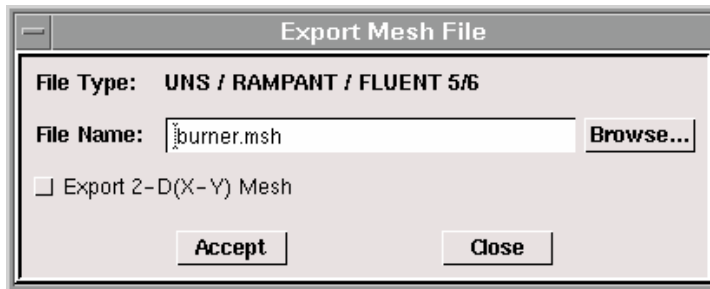 Export Mesh File
File Type: UNS / RAMPANT / FLUENT 5/6
File Name: burner.msh Browse...
Export 2-D(X-Y) Mesh
Accept Close